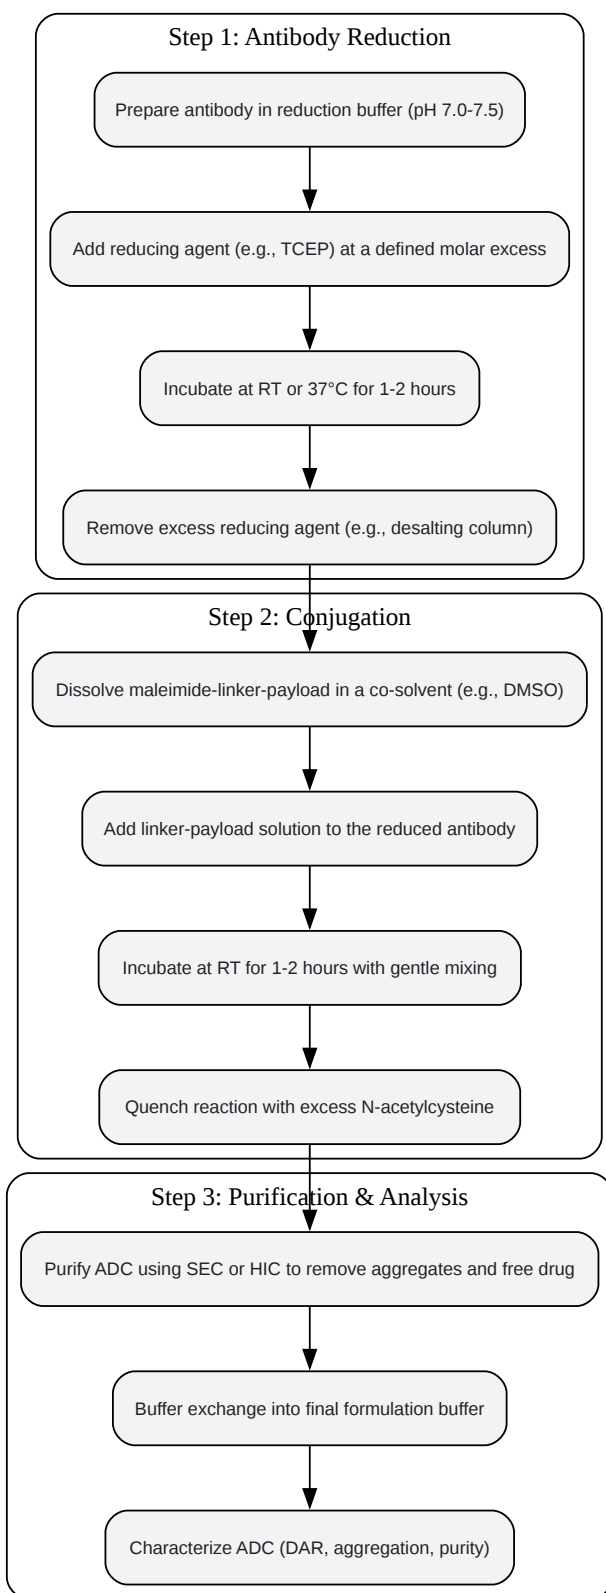 Step 1: Antibody Reduction
Prepare antibody in reduction buffer (pH 7.0-7.5)
Add reducing agent (e.g., TCEP) at a defined molar excess
Incubate at RT or 37°C for 1-2 hours
Remove excess reducing agent (e.g., desalting column)
Step 2: Conjugation
Dissolve maleimide-linker-payload in a co-solvent (e.g., DMSO)
Add linker-payload solution to the reduced antibody
Incubate at RT for 1-2 hours with gentle mixing
Quench reaction with excess N-acetylcysteine
Step 3: Purification & Analysis
Purify ADC using SEC or HIC to remove aggregates and free drug
Buffer exchange into final formulation buffer
Characterize ADC (DAR, aggregation, purity)